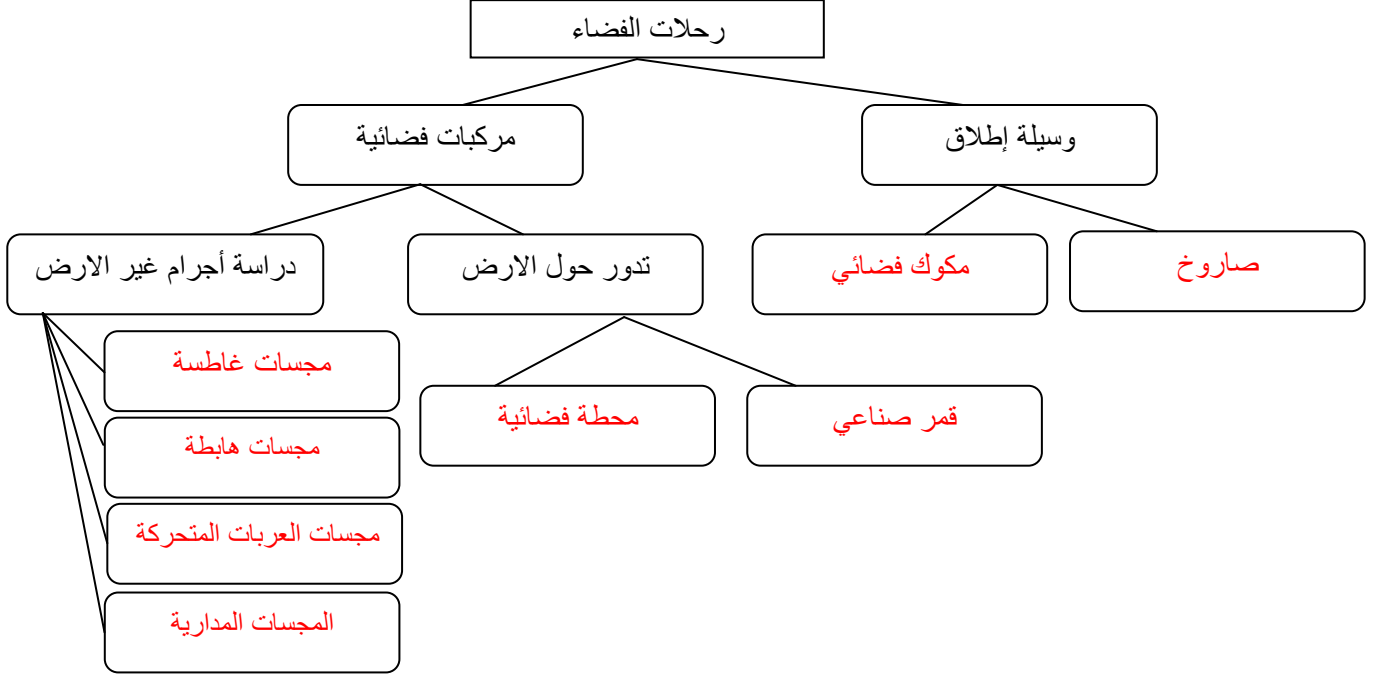 رحلات الفضاء
وسيلة إطلاق
مركبات فضائية
صاروخ
مكوك فضائي
تدور حول الارض
دراسة أجرام غير الارض
قمر صناعي
محطة فضائية
مجسات غاطسة
مجسات هابطة
مجسات العربات المتحركة
المجسات المدارية